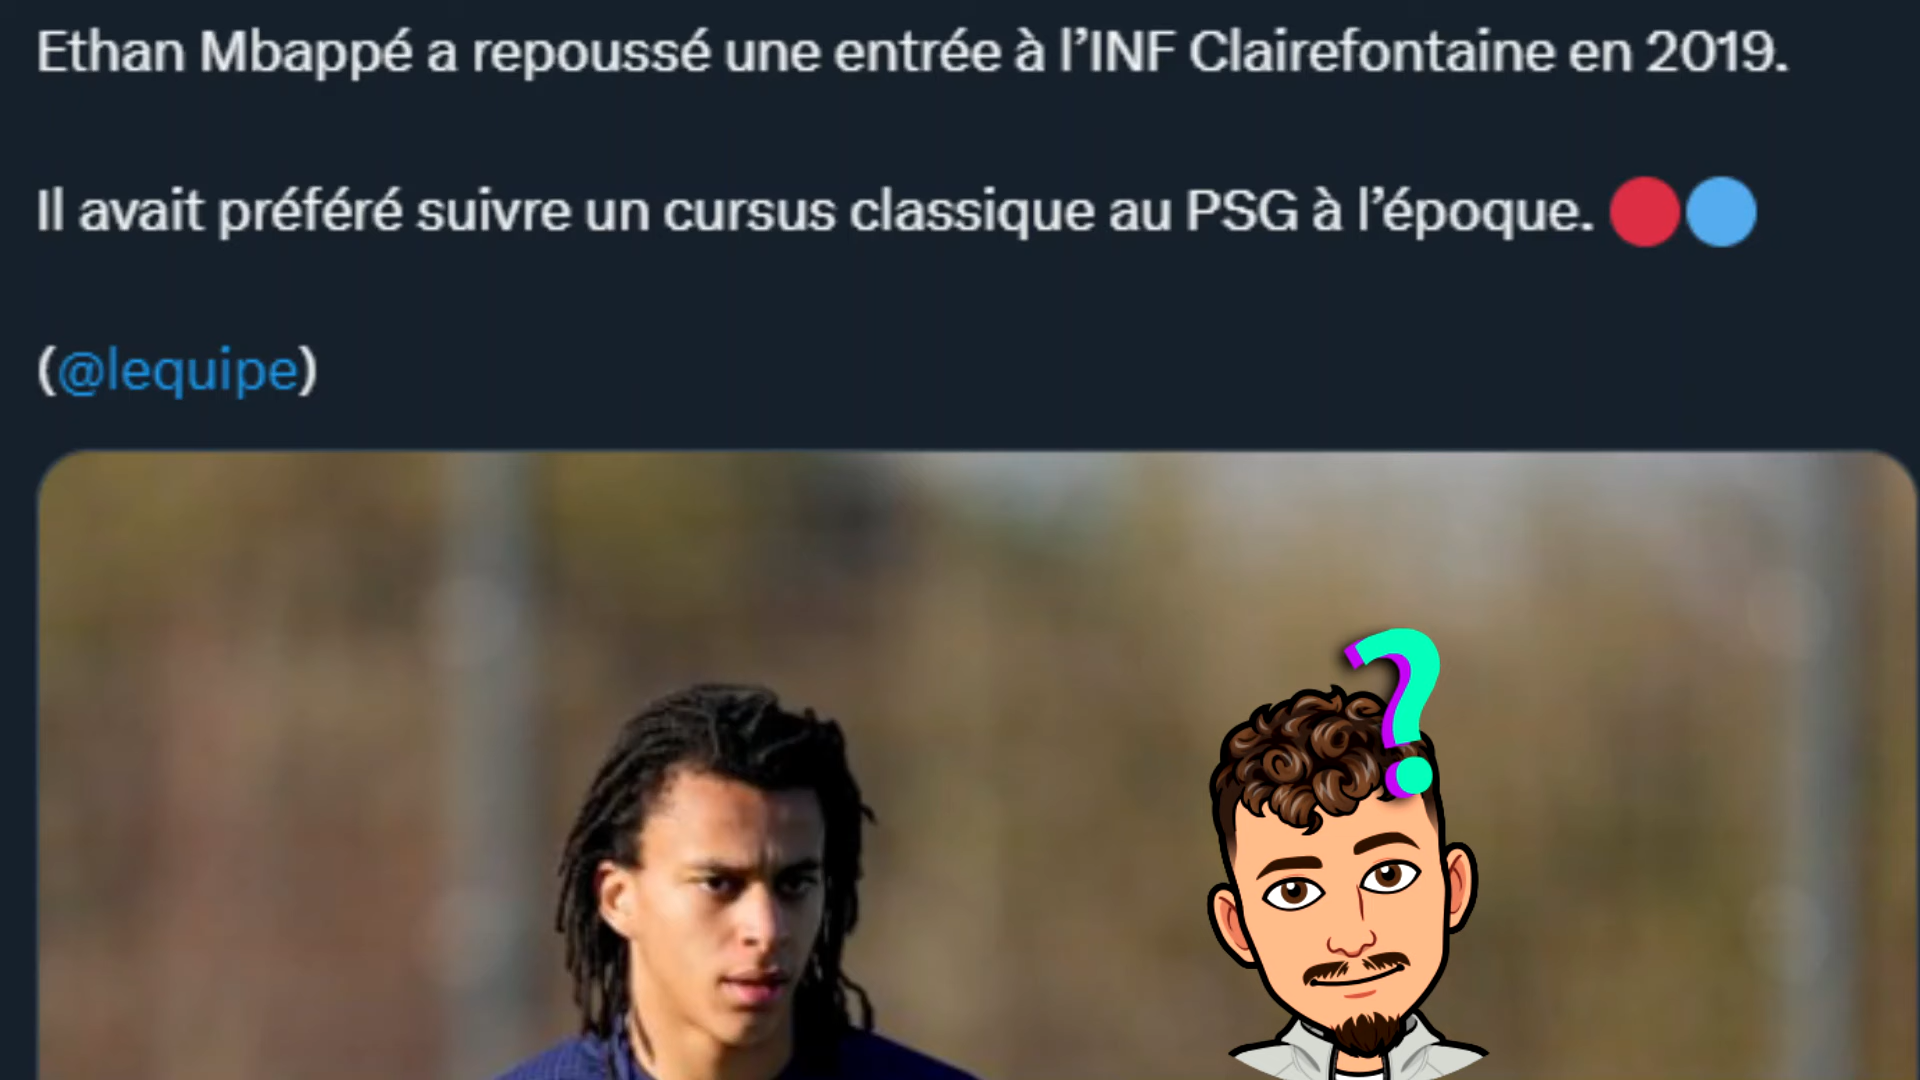 Ethan Mbappé a repoussé une entrée à l’INF Clairefontaine en 2019.
Il avait préféré suivre un cursus classique au PSG à l’époque. 🔴🔵
(@lequipe)
?